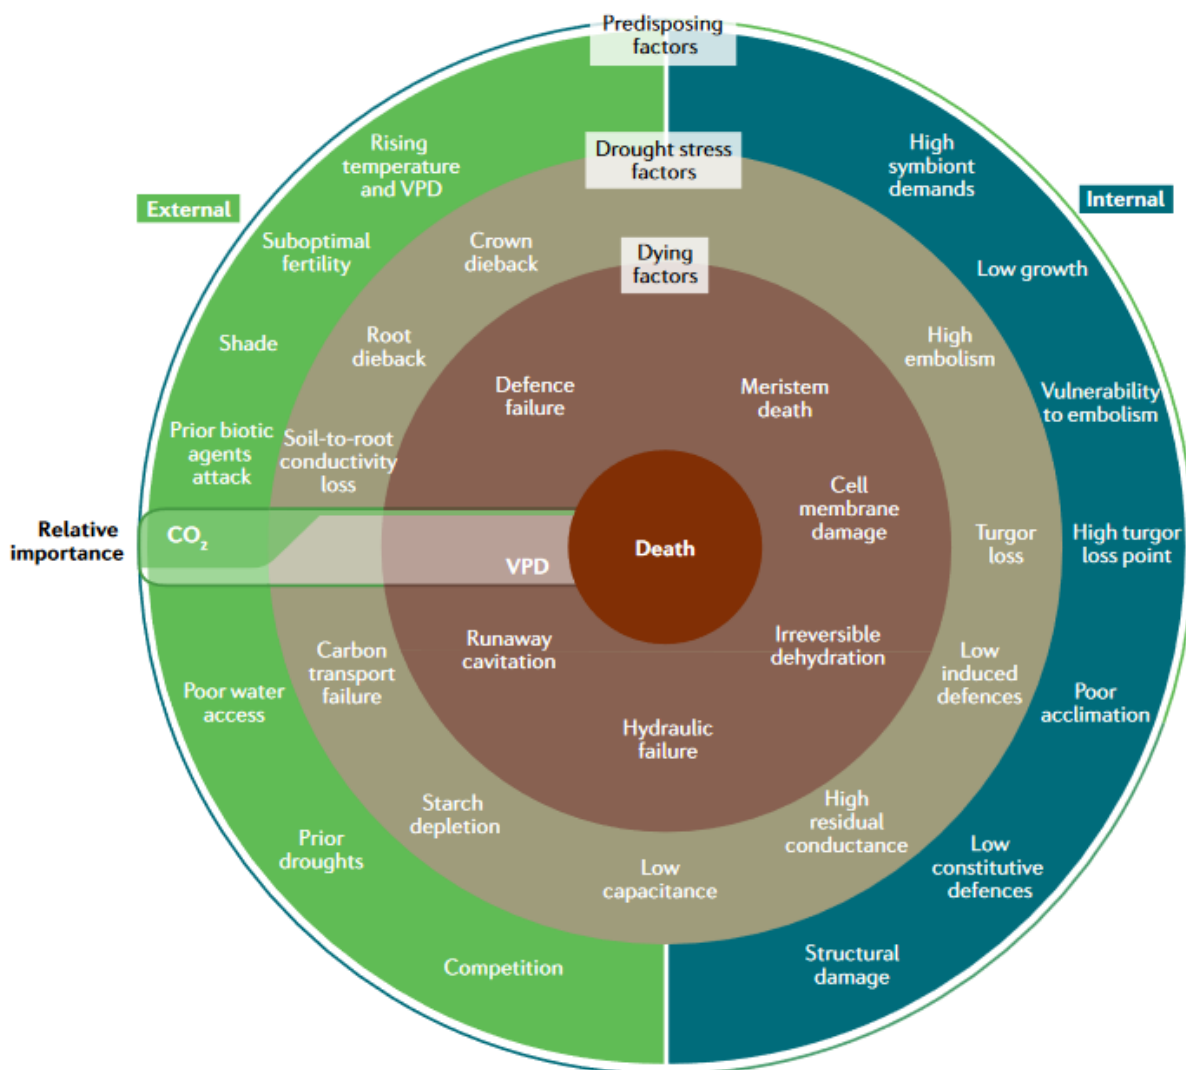 Predisposing
factors
Drought stress
factors
Dying
factors
External
Internal
Rising
temperature
and VPD
Suboptimal
fertility
Shade
Prior biotic
agents
attack
Relative
importance
CO₂
VPD
Poor water
access
Prior
droughts
Competition
High
symbiont
demands
Low growth
Vulnerability
to embolism
High turgor
loss point
Poor
acclimation
Low
constitutive
defences
Structural
damage
Crown
dieback
Root
dieback
Soil-to-root
conductivity
loss
Carbon
transport
failure
Starch
depletion
Low
capacitance
High
residual
conductance
Low
induced
defences
Turgor
loss
High
embolism
Defence
failure
Meristem
death
Cell
membrane
damage
Irreversible
dehydration
Hydraulic
failure
Runaway
cavitation
Death